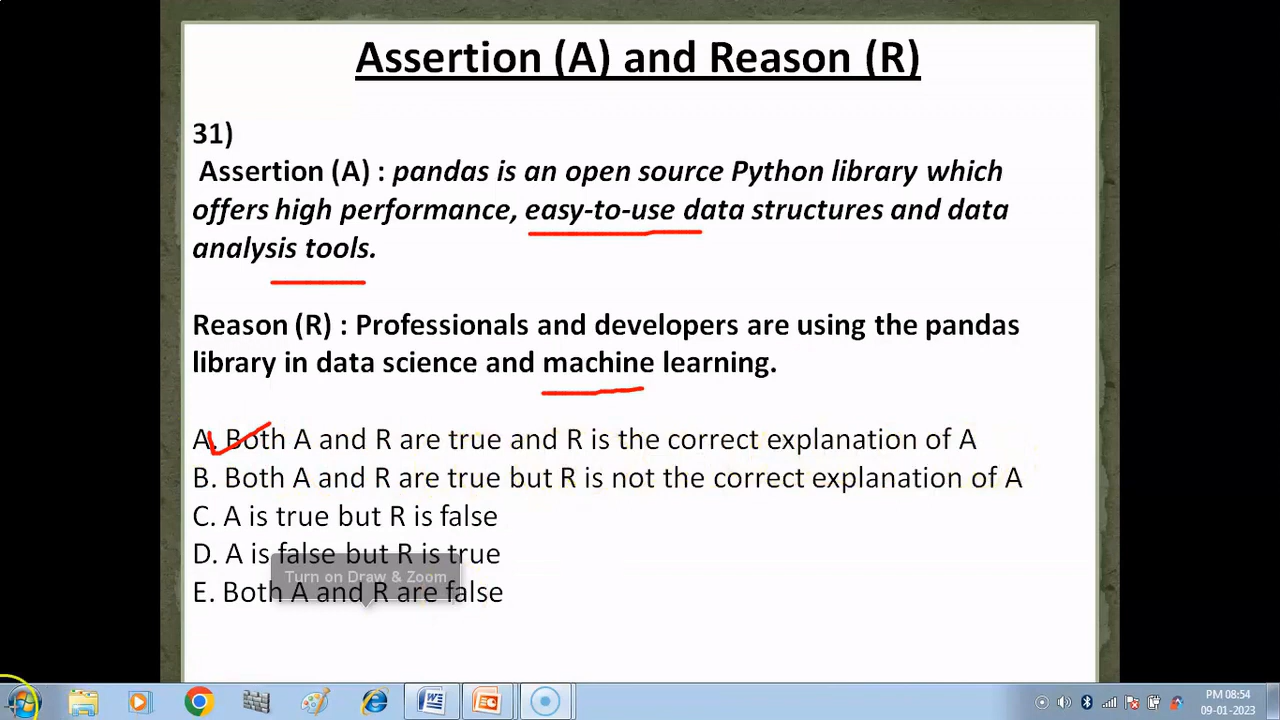 Assertion (A) and Reason (R)
31)
Assertion (A) : pandas is an open source Python library which
offers high performance, easy-to-use data structures and data
analysis tools.
Reason (R) : Professionals and developers are using the pandas
library in data science and machine learning.
A. Both A and R are true and R is the correct explanation of A
B. Both A and R are true but R is not the correct explanation of A
C. A is true but R is false
D. A is false but R is true
Turn on Draw & Zoom
E. Both A and R are false
PM 08:54
09-01-2023